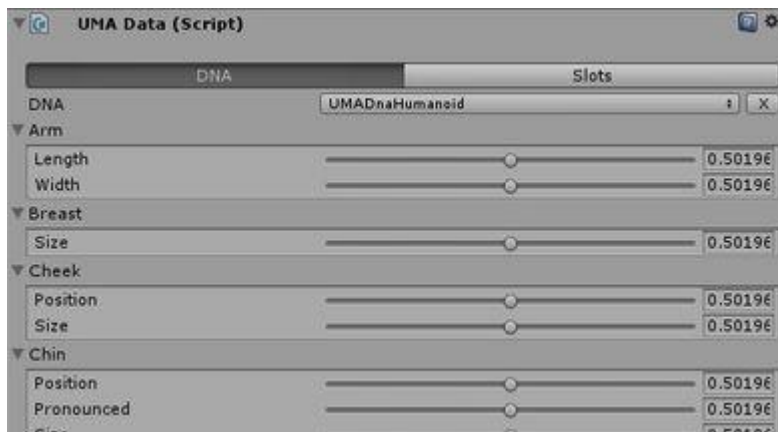 UMA Data (Script)
DNA Slots
DNA UMADnaHumanoid X
Arm
Length 0.50196
Width 0.50196
Breast
Size 0.50196
Cheek
Position 0.50196
Size 0.50196
Chin
Position 0.50196
Pronounced 0.50196